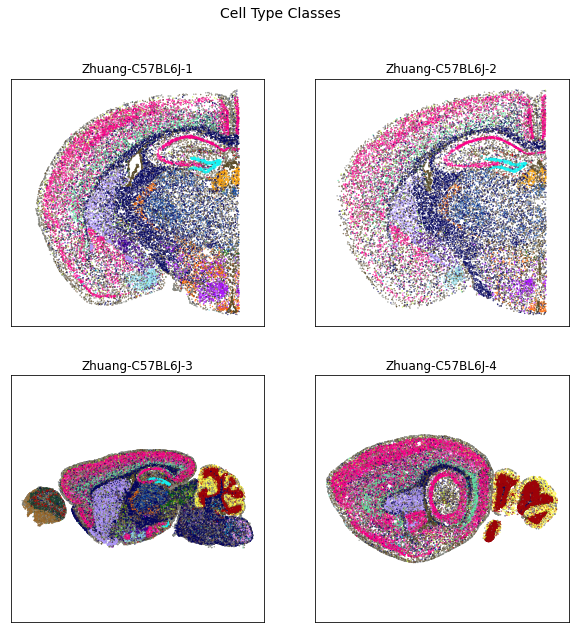 Cell Type Classes
Zhuang-C57BL6J-1
Zhuang-C57BL6J-2
Zhuang-C57BL6J-3
Zhuang-C57BL6J-4